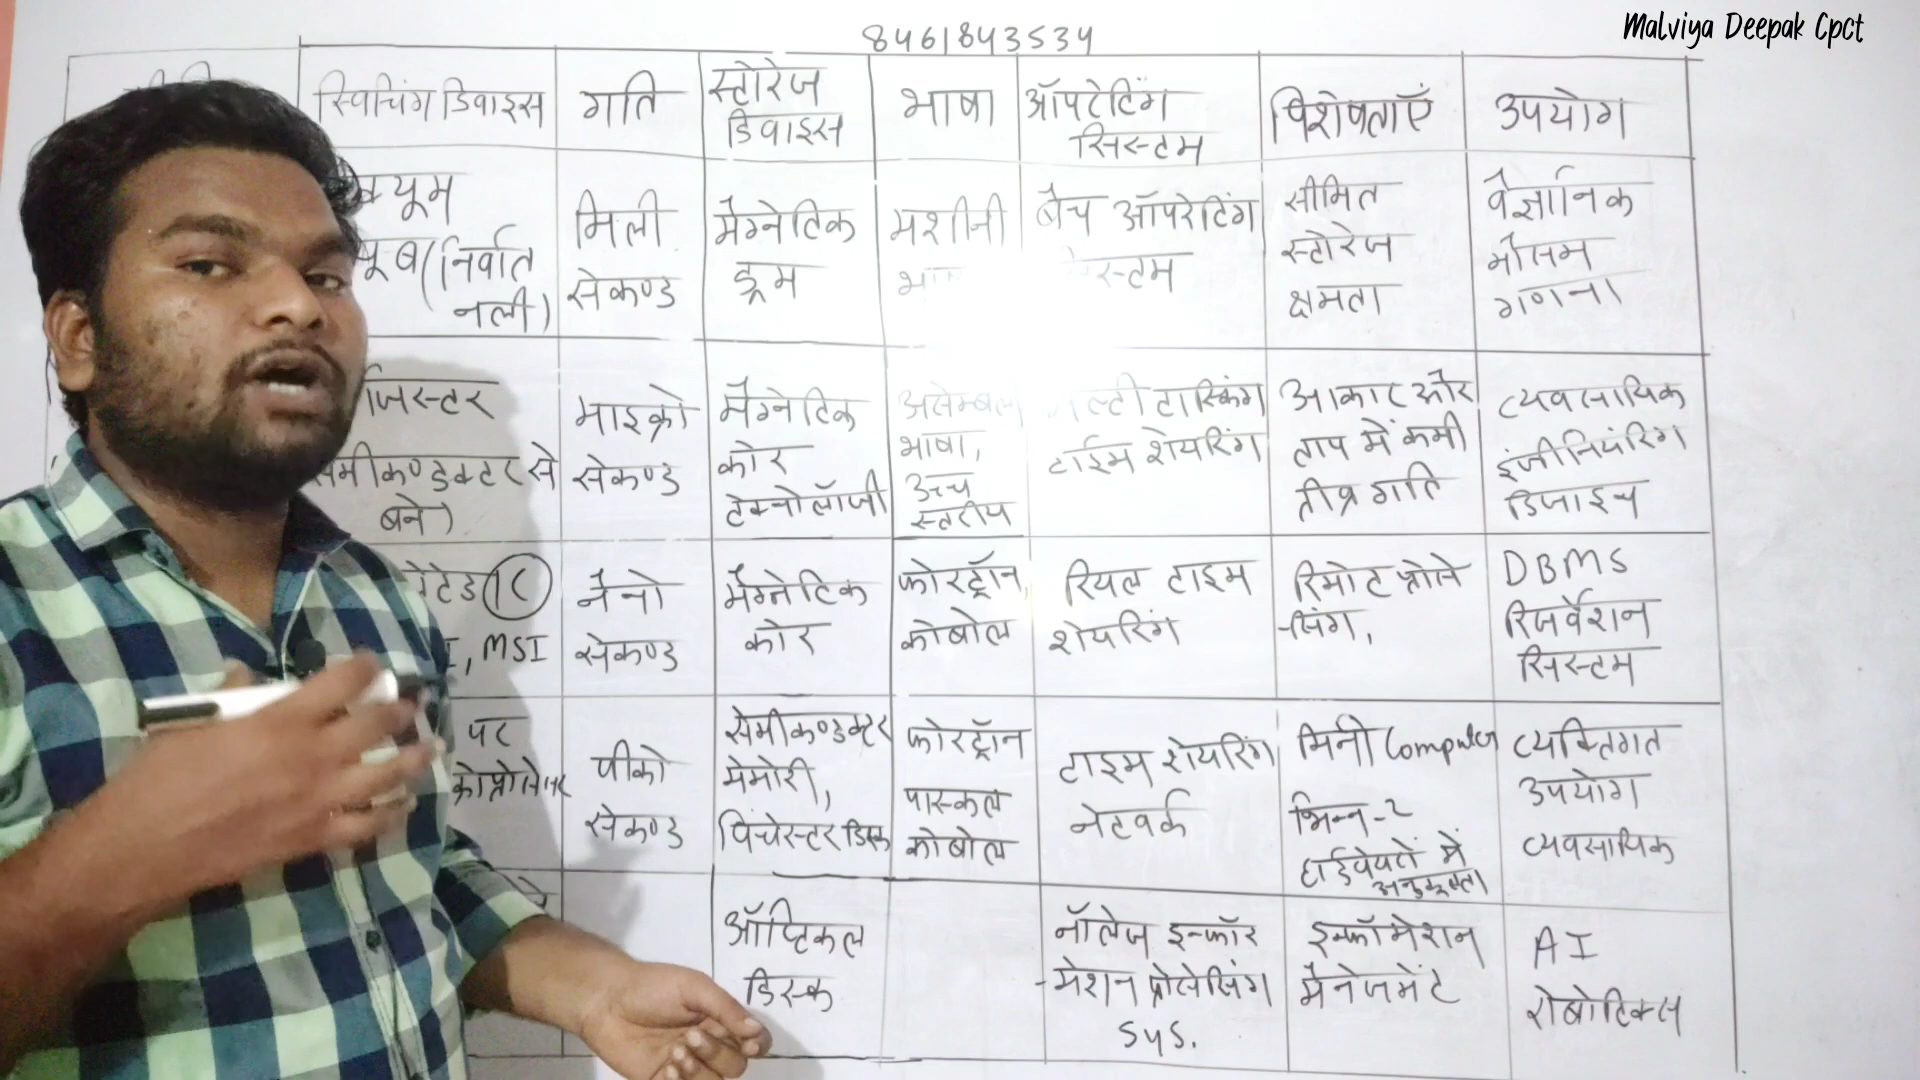 Malviya Deepak Cpct
8461843534
स्विचिंग डिवाइस
गति
स्टोरेज
डिवाइस
भाषा
ऑपरेटिंग
सिस्टम
विशेषताएँ
उपयोग
क्यूम
यूब (निर्वात
नली)
मिली
सेकण्ड
मैग्नेटिक
ड्रम
मशीनी
भा
बैच ऑपरेटिंग
स्टम
सीमित
स्टोरेज
क्षमता
वैज्ञानिक
मौसम
गणना
जिस्टर
समीकण्डक्टर से
बने)
माइक्रो
सेकण्ड
मैग्नेटिक
कोर
टेक्नोलॉजी
असेम्बल
भाषा,
उच्च
स्तरीय
ल्टी टास्किंग
टाईम शेयरिंग
आकार और
ताप में कमी
तीव्र गति
व्यवसायिक
इंजीनियरिंग
डिजाइन
ग्रेटेड IC
I, MSI
नैनो
सेकण्ड
मैग्नेटिक
कोर
फोरट्रॉन,
कोबोल
रियल टाइम
शेयरिंग
रिमोट प्रोसे
-सिंग,
DBMS
रिजर्वेशन
सिस्टम
पर
क्रोप्रोसेसर
पीको
सेकण्ड
सेमीकण्डक्टर
मेमोरी,
विंचेस्टर डिस्क
फोरट्रॉन
पास्कल
कोबोल
टाइम शेयरिंग
नेटवर्क
मिनी Computer
भिन्न-२
हार्डवेयरों में
अनुकूलता
व्यक्तिगत
उपयोग
व्यवसायिक
ऑप्टिकल
डिस्क
नॉलेज इन्फॉर
-मेशन प्रोसेसिंग
Sys.
इन्फॉमेशन
मैनेजमेंट
AI
रोबोटिक्स